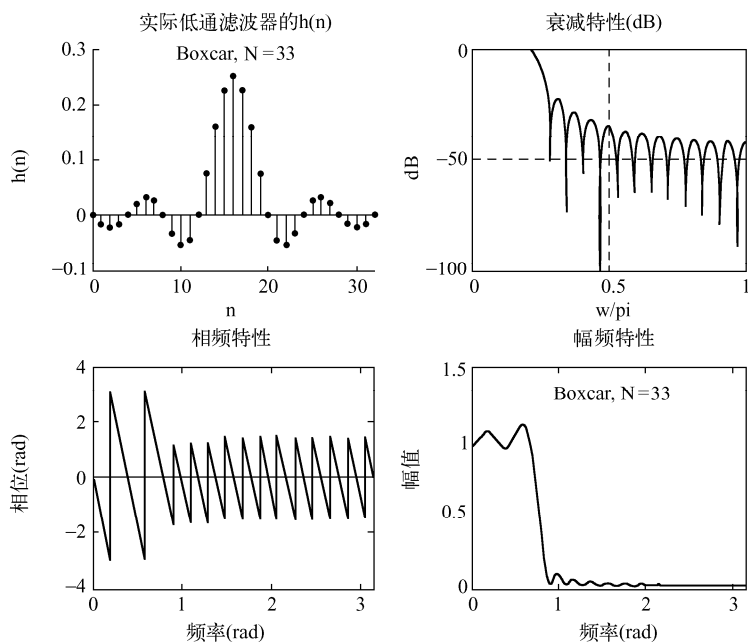 实际低通滤波器的h(n)
Boxcar, N=33
h(n)
0.3
0.2
0.1
0
−0.1
0
10
20
30
n
衰减特性(dB)
dB
0
−50
−100
0
0.5
1
w/pi
相频特性
相位(rad)
4
2
0
−2
−4
0
1
2
3
频率(rad)
幅频特性
Boxcar, N=33
幅值
1.5
1
0.5
0
0
1
2
3
频率(rad)